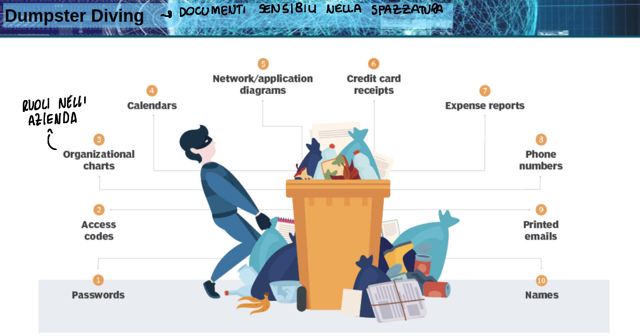 Dumpster Diving → DOCUMENTI SENSIBILI NELLA SPAZZATURA
5
Network/application
diagrams
6
Credit card
receipts
4
Calendars
7
Expense reports
RUOLI NELL'
AZIENDA
3
Organizational
charts
8
Phone
numbers
2
Access
codes
9
Printed
emails
1
Passwords
10
Names